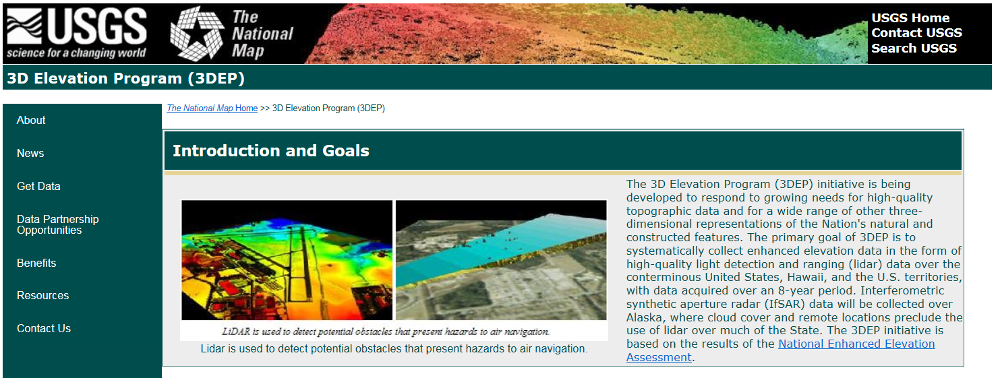 USGS
science for a changing world
The
National
Map
USGS Home
Contact USGS
Search USGS
3D Elevation Program (3DEP)
The National Map Home >> 3D Elevation Program (3DEP)
About
News
Get Data
Data Partnership
Opportunities
Benefits
Resources
Contact Us
Introduction and Goals
LiDAR is used to detect potential obstacles that present hazards to air navigation.
Lidar is used to detect potential obstacles that present hazards to air navigation.
The 3D Elevation Program (3DEP) initiative is being
developed to respond to growing needs for high-quality
topographic data and for a wide range of other three-
dimensional representations of the Nation's natural and
constructed features. The primary goal of 3DEP is to
systematically collect enhanced elevation data in the form of
high-quality light detection and ranging (lidar) data over the
conterminous United States, Hawaii, and the U.S. territories,
with data acquired over an 8-year period. Interferometric
synthetic aperture radar (IfSAR) data will be collected over
Alaska, where cloud cover and remote locations preclude the
use of lidar over much of the State. The 3DEP initiative is
based on the results of the National Enhanced Elevation
Assessment.